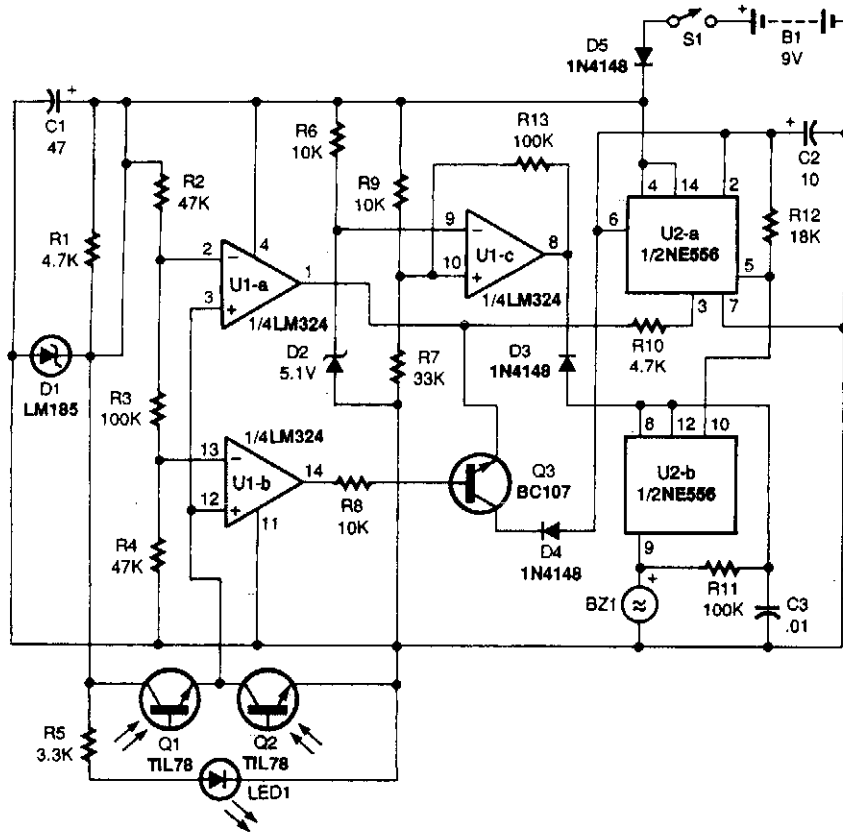 +
S1
B1
9V
D5
1N4148
+
C1
47
R6
10K
R13
100K
+
C2
10
R2
47K
R9
10K
4
14
2
R12
18K
R1
4.7K
6
U2-a
1/2NE556
9
−
8
U1-c
10
+
1/4LM324
5
2
−
4
1
U1-a
3
+
1/4LM324
3
7
R10
4.7K
D2
5.1V
R7
33K
D3
1N4148
D1
LM185
R3
100K
1/4LM324
8
12
10
13
−
14
U1-b
12
+
11
R8
10K
Q3
BC107
U2-b
1/2NE556
D4
1N4148
9
R4
47K
+
R11
100K
BZ1
C3
.01
R5
3.3K
Q1
TIL78
Q2
TIL78
LED1